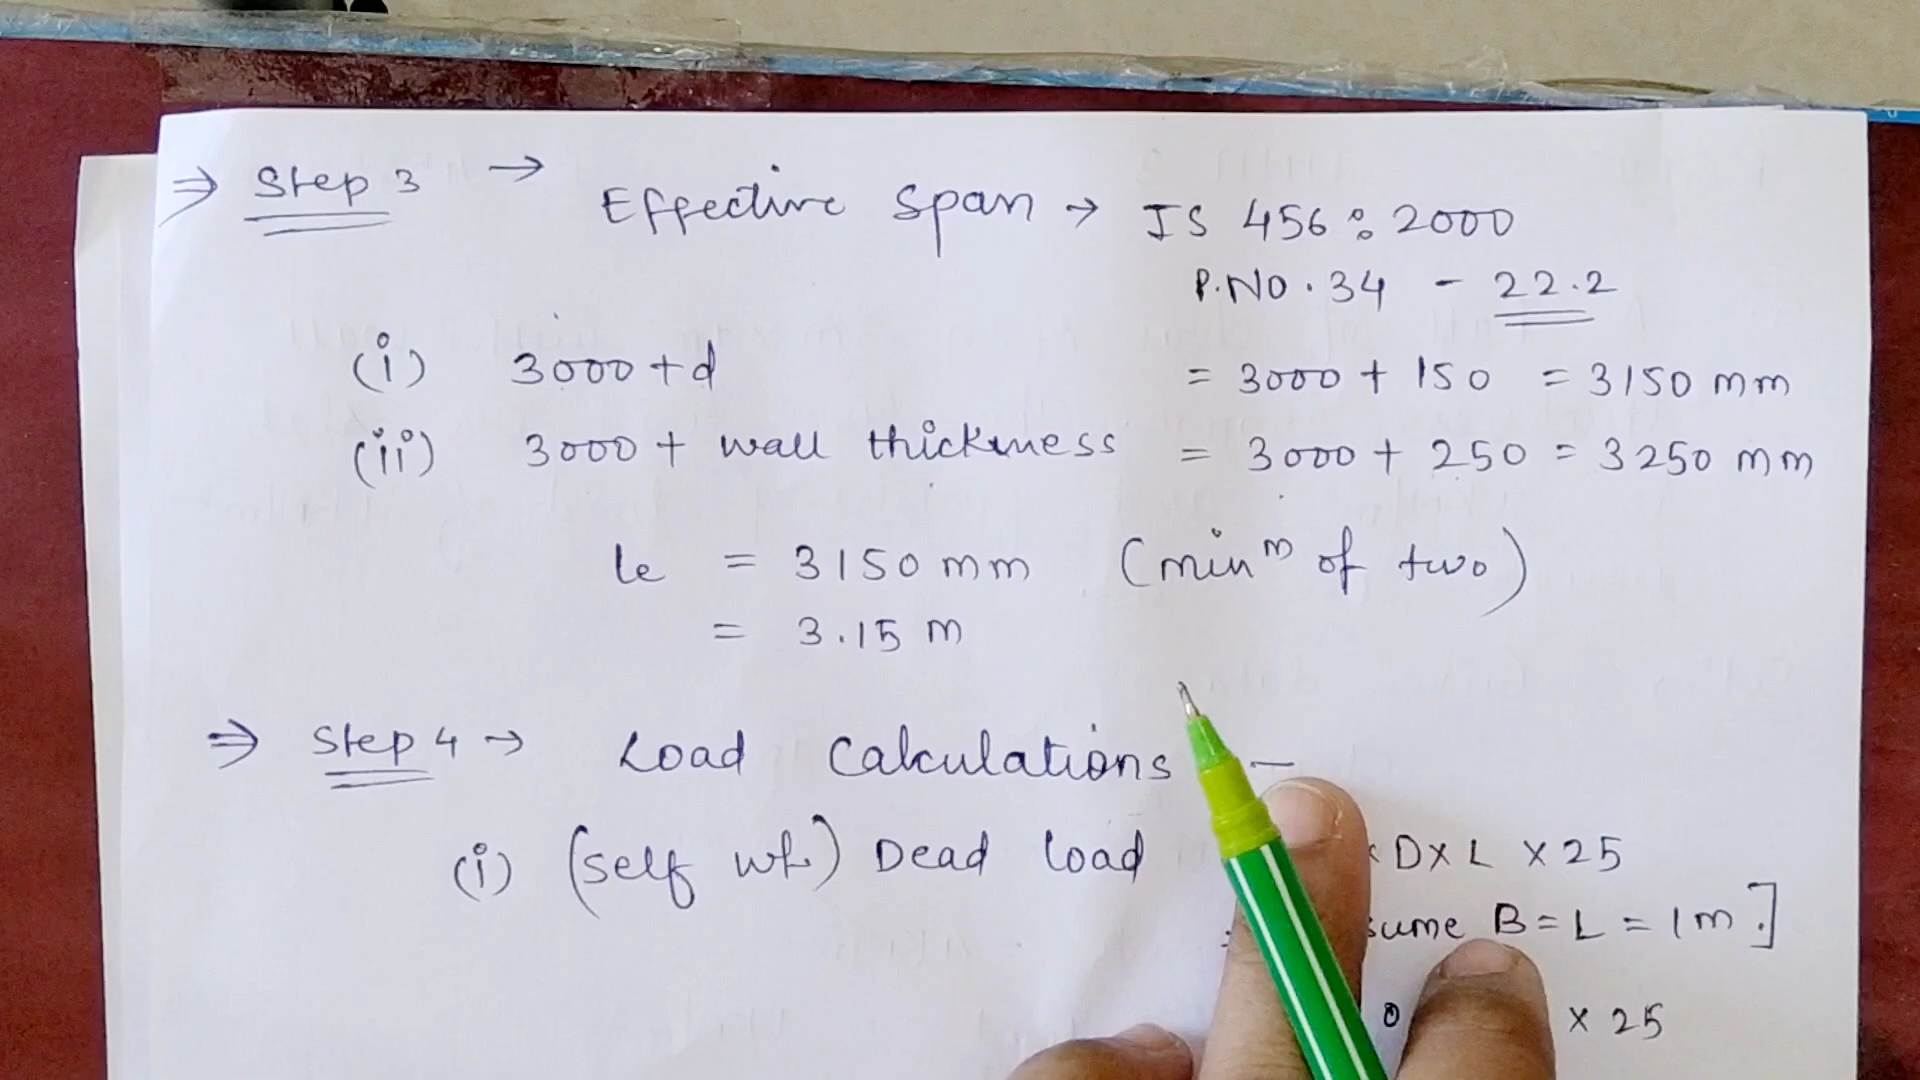 ⇒ Step 3 → Effective span → IS 456 : 2000
P.NO. 34 - 22.2
(i) 3000 + d = 3000 + 150 = 3150 mm
(ii) 3000 + wall thickness = 3000 + 250 = 3250 mm
le = 3150 mm (minm of two)
= 3.15 m
⇒ Step 4 → Load Calculations -
(i) (self wt.) Dead load D x L x 25
B = L = 1m.]
x 25